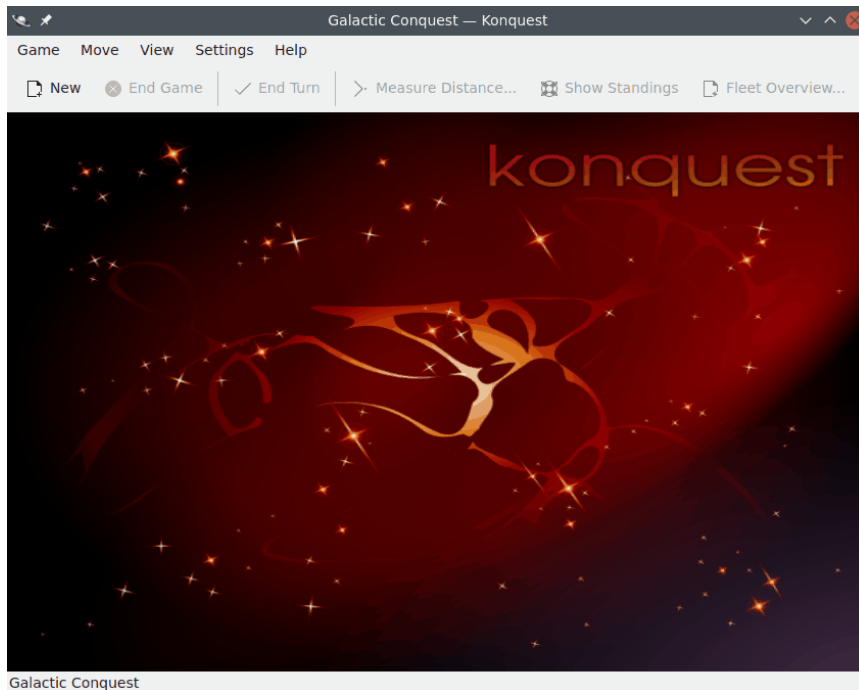 Galactic Conquest — Konquest
Game Move View Settings Help
New End Game End Turn Measure Distance... Show Standings Fleet Overview...
konquest
Galactic Conquest